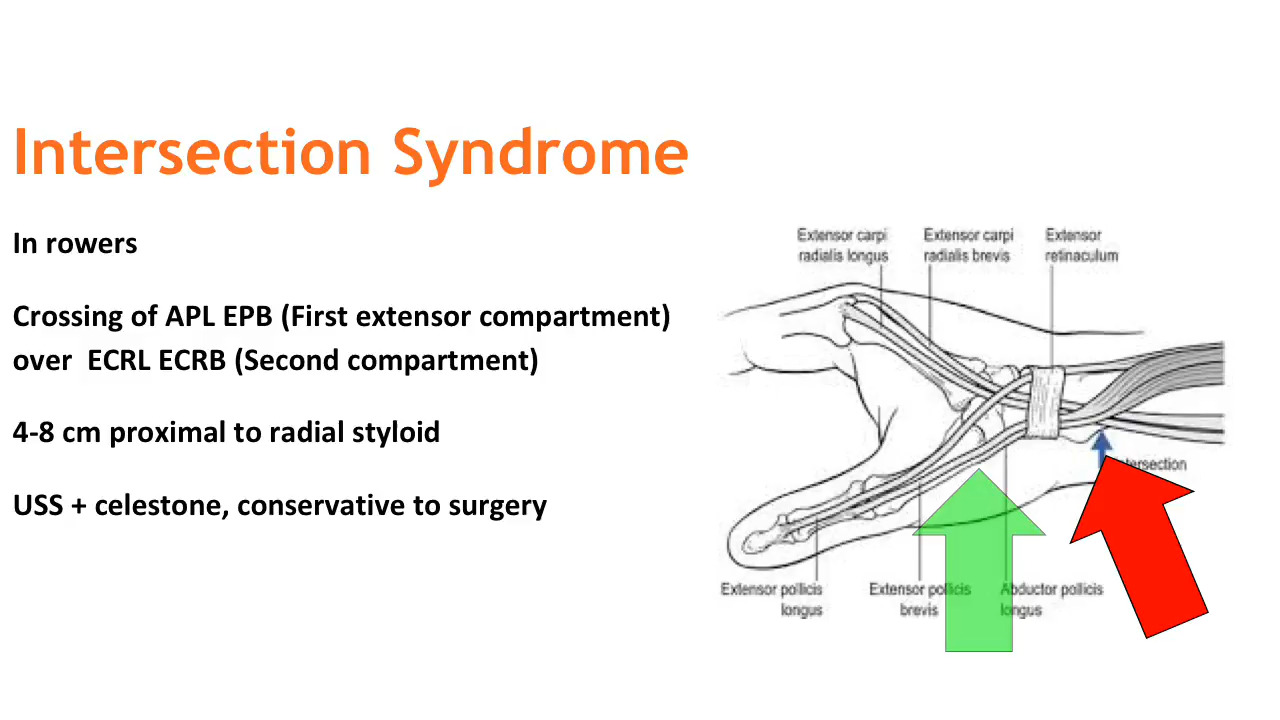 Intersection Syndrome
In rowers
Crossing of APL EPB (First extensor compartment)
over ECRL ECRB (Second compartment)
4-8 cm proximal to radial styloid
USS + celestone, conservative to surgery
Extensor carpi
radialis longus
Extensor carpi
radialis brevis
Extensor
retinaculum
Intersection
Extensor pollicis
longus
Extensor pollicis
brevis
Abductor pollicis
longus